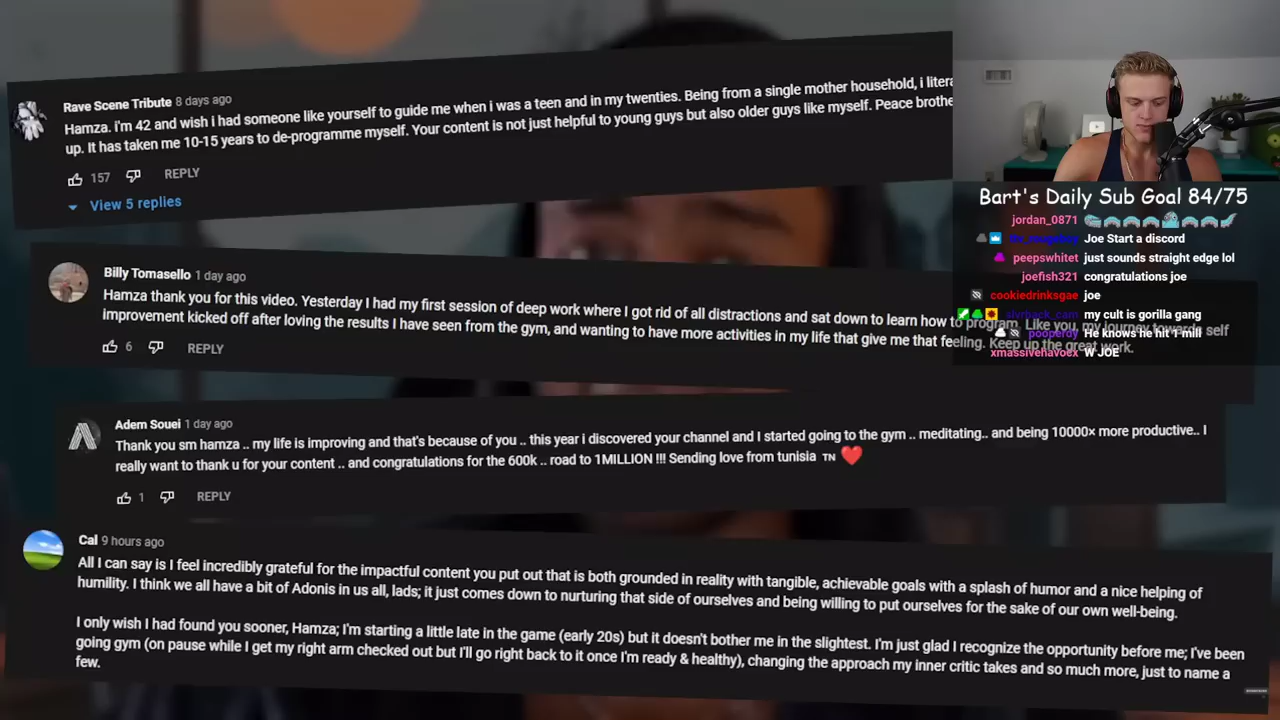 Rave Scene Tribute 8 days ago
Hamza. i'm 42 and wish i had someone like yourself to guide me when i was a teen and in my twenties. Being from a single mother household, i litera
up. It has taken me 10-15 years to de-programme myself. Your content is not just helpful to young guys but also older guys like myself. Peace brothe
157 REPLY
View 5 replies
Billy Tomasello 1 day ago
Hamza thank you for this video. Yesterday I had my first session of deep work where I got rid of all distractions and sat down to learn how to program. Like you, my journey towards self
improvement kicked off after loving the results I have seen from the gym, and wanting to have more activities in my life that give me that feeling. Keep up the great work.
6 REPLY
Adem Souei 1 day ago
Thank you sm hamza .. my life is improving and that's because of you .. this year i discovered your channel and I started going to the gym .. meditating.. and being 10000× more productive.. I
really want to thank u for your content .. and congratulations for the 600k .. road to 1MILLION !!! Sending love from tunisia TN ❤️
1 REPLY
Cal 9 hours ago
All I can say is I feel incredibly grateful for the impactful content you put out that is both grounded in reality with tangible, achievable goals with a splash of humor and a nice helping of
humility. I think we all have a bit of Adonis in us all, lads; it just comes down to nurturing that side of ourselves and being willing to put ourselves for the sake of our own well-being.
I only wish I had found you sooner, Hamza; I'm starting a little late in the game (early 20s) but it doesn't bother me in the slightest. I'm just glad I recognize the opportunity before me; I've been
going gym (on pause while I get my right arm checked out but I'll go right back to it once I'm ready & healthy), changing the approach my inner critic takes and so much more, just to name a
few.
Bart's Daily Sub Goal 84/75
jordan_0871
Joe Start a discord
peepswhitet just sounds straight edge lol
joefish321 congratulations joe
cookiedrinksgae joe
slvrback_cam my cult is gorilla gang
pooperdy He knows he hit 1 mill
xmassivehavoex W JOE